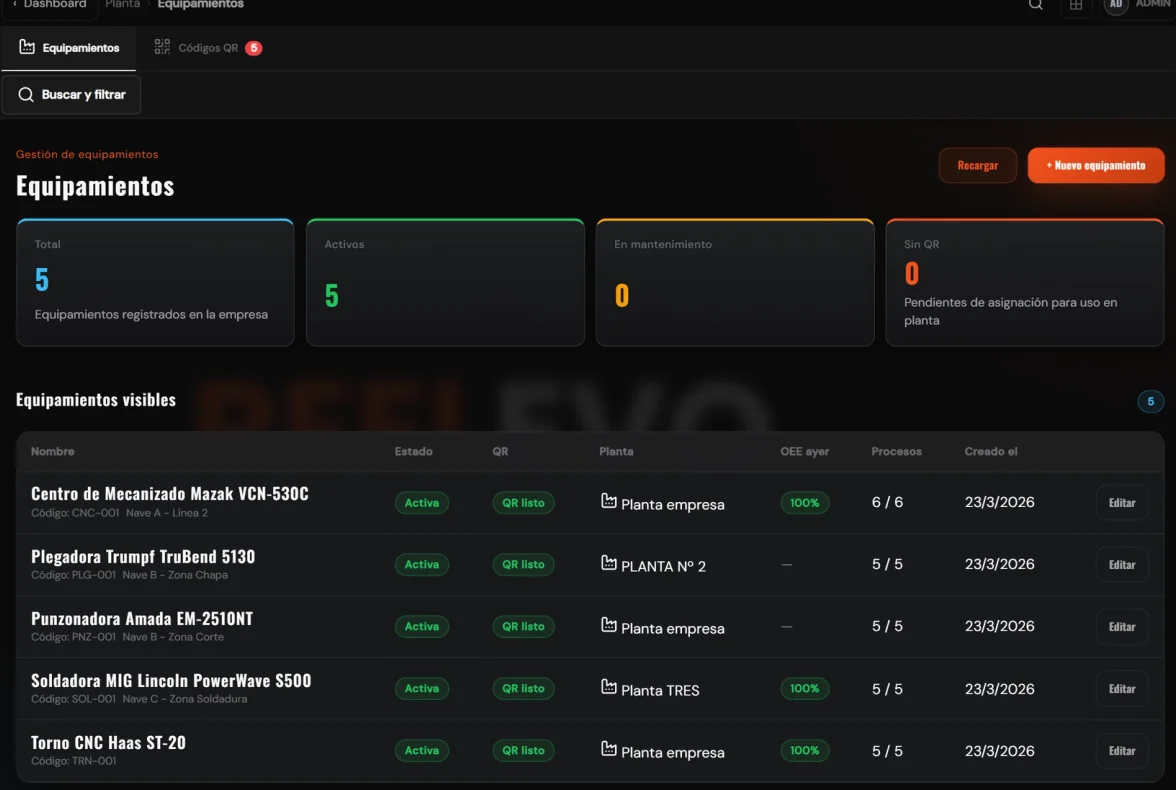 ‹ Dashboard › Planta › Equipamientos AD ADMIN
Equipamientos Códigos QR 5
Buscar y filtrar
Gestión de equipamientos
Equipamientos
Recargar + Nuevo equipamiento
Total
5
Equipamientos registrados en la empresa
Activos
5
En mantenimiento
0
Sin QR
0
Pendientes de asignación para uso en
planta
Equipamientos visibles 5
Nombre Estado QR Planta OEE ayer Procesos Creado el
Centro de Mecanizado Mazak VCN-530C Activa QR listo Planta empresa 100% 6 / 6 23/3/2026 Editar
Código: CNC-001 Nave A - Línea 2
Plegadora Trumpf TruBend 5130 Activa QR listo PLANTA Nº 2 — 5 / 5 23/3/2026 Editar
Código: PLG-001 Nave B - Zona Chapa
Punzonadora Amada EM-2510NT Activa QR listo Planta empresa — 5 / 5 23/3/2026 Editar
Código: PNZ-001 Nave B - Zona Corte
Soldadora MIG Lincoln PowerWave S500 Activa QR listo Planta TRES 100% 5 / 5 23/3/2026 Editar
Código: SOL-001 Nave C - Zona Soldadura
Torno CNC Haas ST-20 Activa QR listo Planta empresa 100% 5 / 5 23/3/2026 Editar
Código: TRN-001